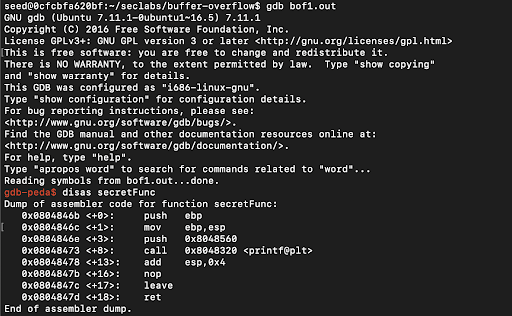 seed@0cfcbfa620bf:~/seclabs/buffer-overflow$ gdb bof1.out
GNU gdb (Ubuntu 7.11.1-0ubuntu1~16.5) 7.11.1
Copyright (C) 2016 Free Software Foundation, Inc.
License GPLv3+: GNU GPL version 3 or later <http://gnu.org/licenses/gpl.html>
This is free software: you are free to change and redistribute it.
There is NO WARRANTY, to the extent permitted by law.  Type "show copying"
and "show warranty" for details.
This GDB was configured as "i686-linux-gnu".
Type "show configuration" for configuration details.
For bug reporting instructions, please see:
<http://www.gnu.org/software/gdb/bugs/>.
Find the GDB manual and other documentation resources online at:
<http://www.gnu.org/software/gdb/documentation/>.
For help, type "help".
Type "apropos word" to search for commands related to "word"...
Reading symbols from bof1.out...done.
gdb-peda$ disas secretFunc
Dump of assembler code for function secretFunc:
   0x0804846b <+0>:     push   ebp
[  0x0804846c <+1>:     mov    ebp,esp
   0x0804846e <+3>:     push   0x8048560
   0x08048473 <+8>:     call   0x8048320 <printf@plt>
   0x08048478 <+13>:    add    esp,0x4
   0x0804847b <+16>:    nop
   0x0804847c <+17>:    leave
   0x0804847d <+18>:    ret
End of assembler dump.